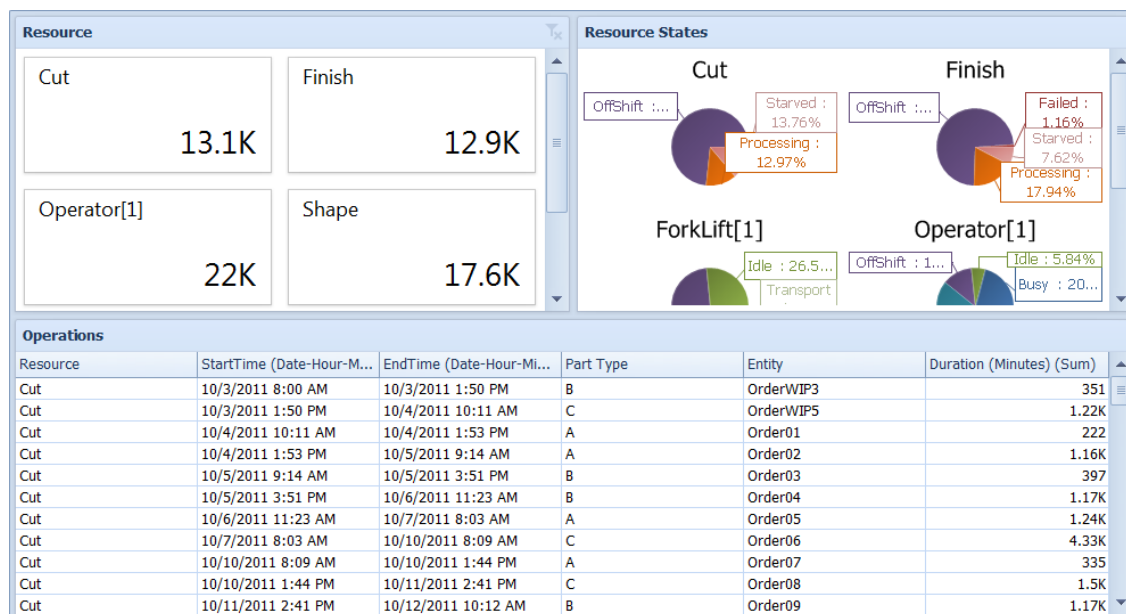 Resource
Cut
13.1K
Finish
12.9K
Operator[1]
22K
Shape
17.6K
Resource States
Cut
OffShift :...
Starved :
13.76%
Processing :
12.97%
Finish
OffShift :...
Failed :
1.16%
Starved :
7.62%
Processing :
17.94%
ForkLift[1]
Idle : 26.5...
Transport
Operator[1]
OffShift : 1...
Idle : 5.84%
Busy : 20...
Operations
Resource StartTime (Date-Hour-M... EndTime (Date-Hour-Mi... Part Type Entity Duration (Minutes) (Sum)
Cut 10/3/2011 8:00 AM 10/3/2011 1:50 PM B OrderWIP3 351
Cut 10/3/2011 1:50 PM 10/4/2011 10:11 AM C OrderWIP5 1.22K
Cut 10/4/2011 10:11 AM 10/4/2011 1:53 PM A Order01 222
Cut 10/4/2011 1:53 PM 10/5/2011 9:14 AM A Order02 1.16K
Cut 10/5/2011 9:14 AM 10/5/2011 3:51 PM B Order03 397
Cut 10/5/2011 3:51 PM 10/6/2011 11:23 AM B Order04 1.17K
Cut 10/6/2011 11:23 AM 10/7/2011 8:03 AM A Order05 1.24K
Cut 10/7/2011 8:03 AM 10/10/2011 8:09 AM C Order06 4.33K
Cut 10/10/2011 8:09 AM 10/10/2011 1:44 PM A Order07 335
Cut 10/10/2011 1:44 PM 10/11/2011 2:41 PM C Order08 1.5K
Cut 10/11/2011 2:41 PM 10/12/2011 10:12 AM B Order09 1.17K